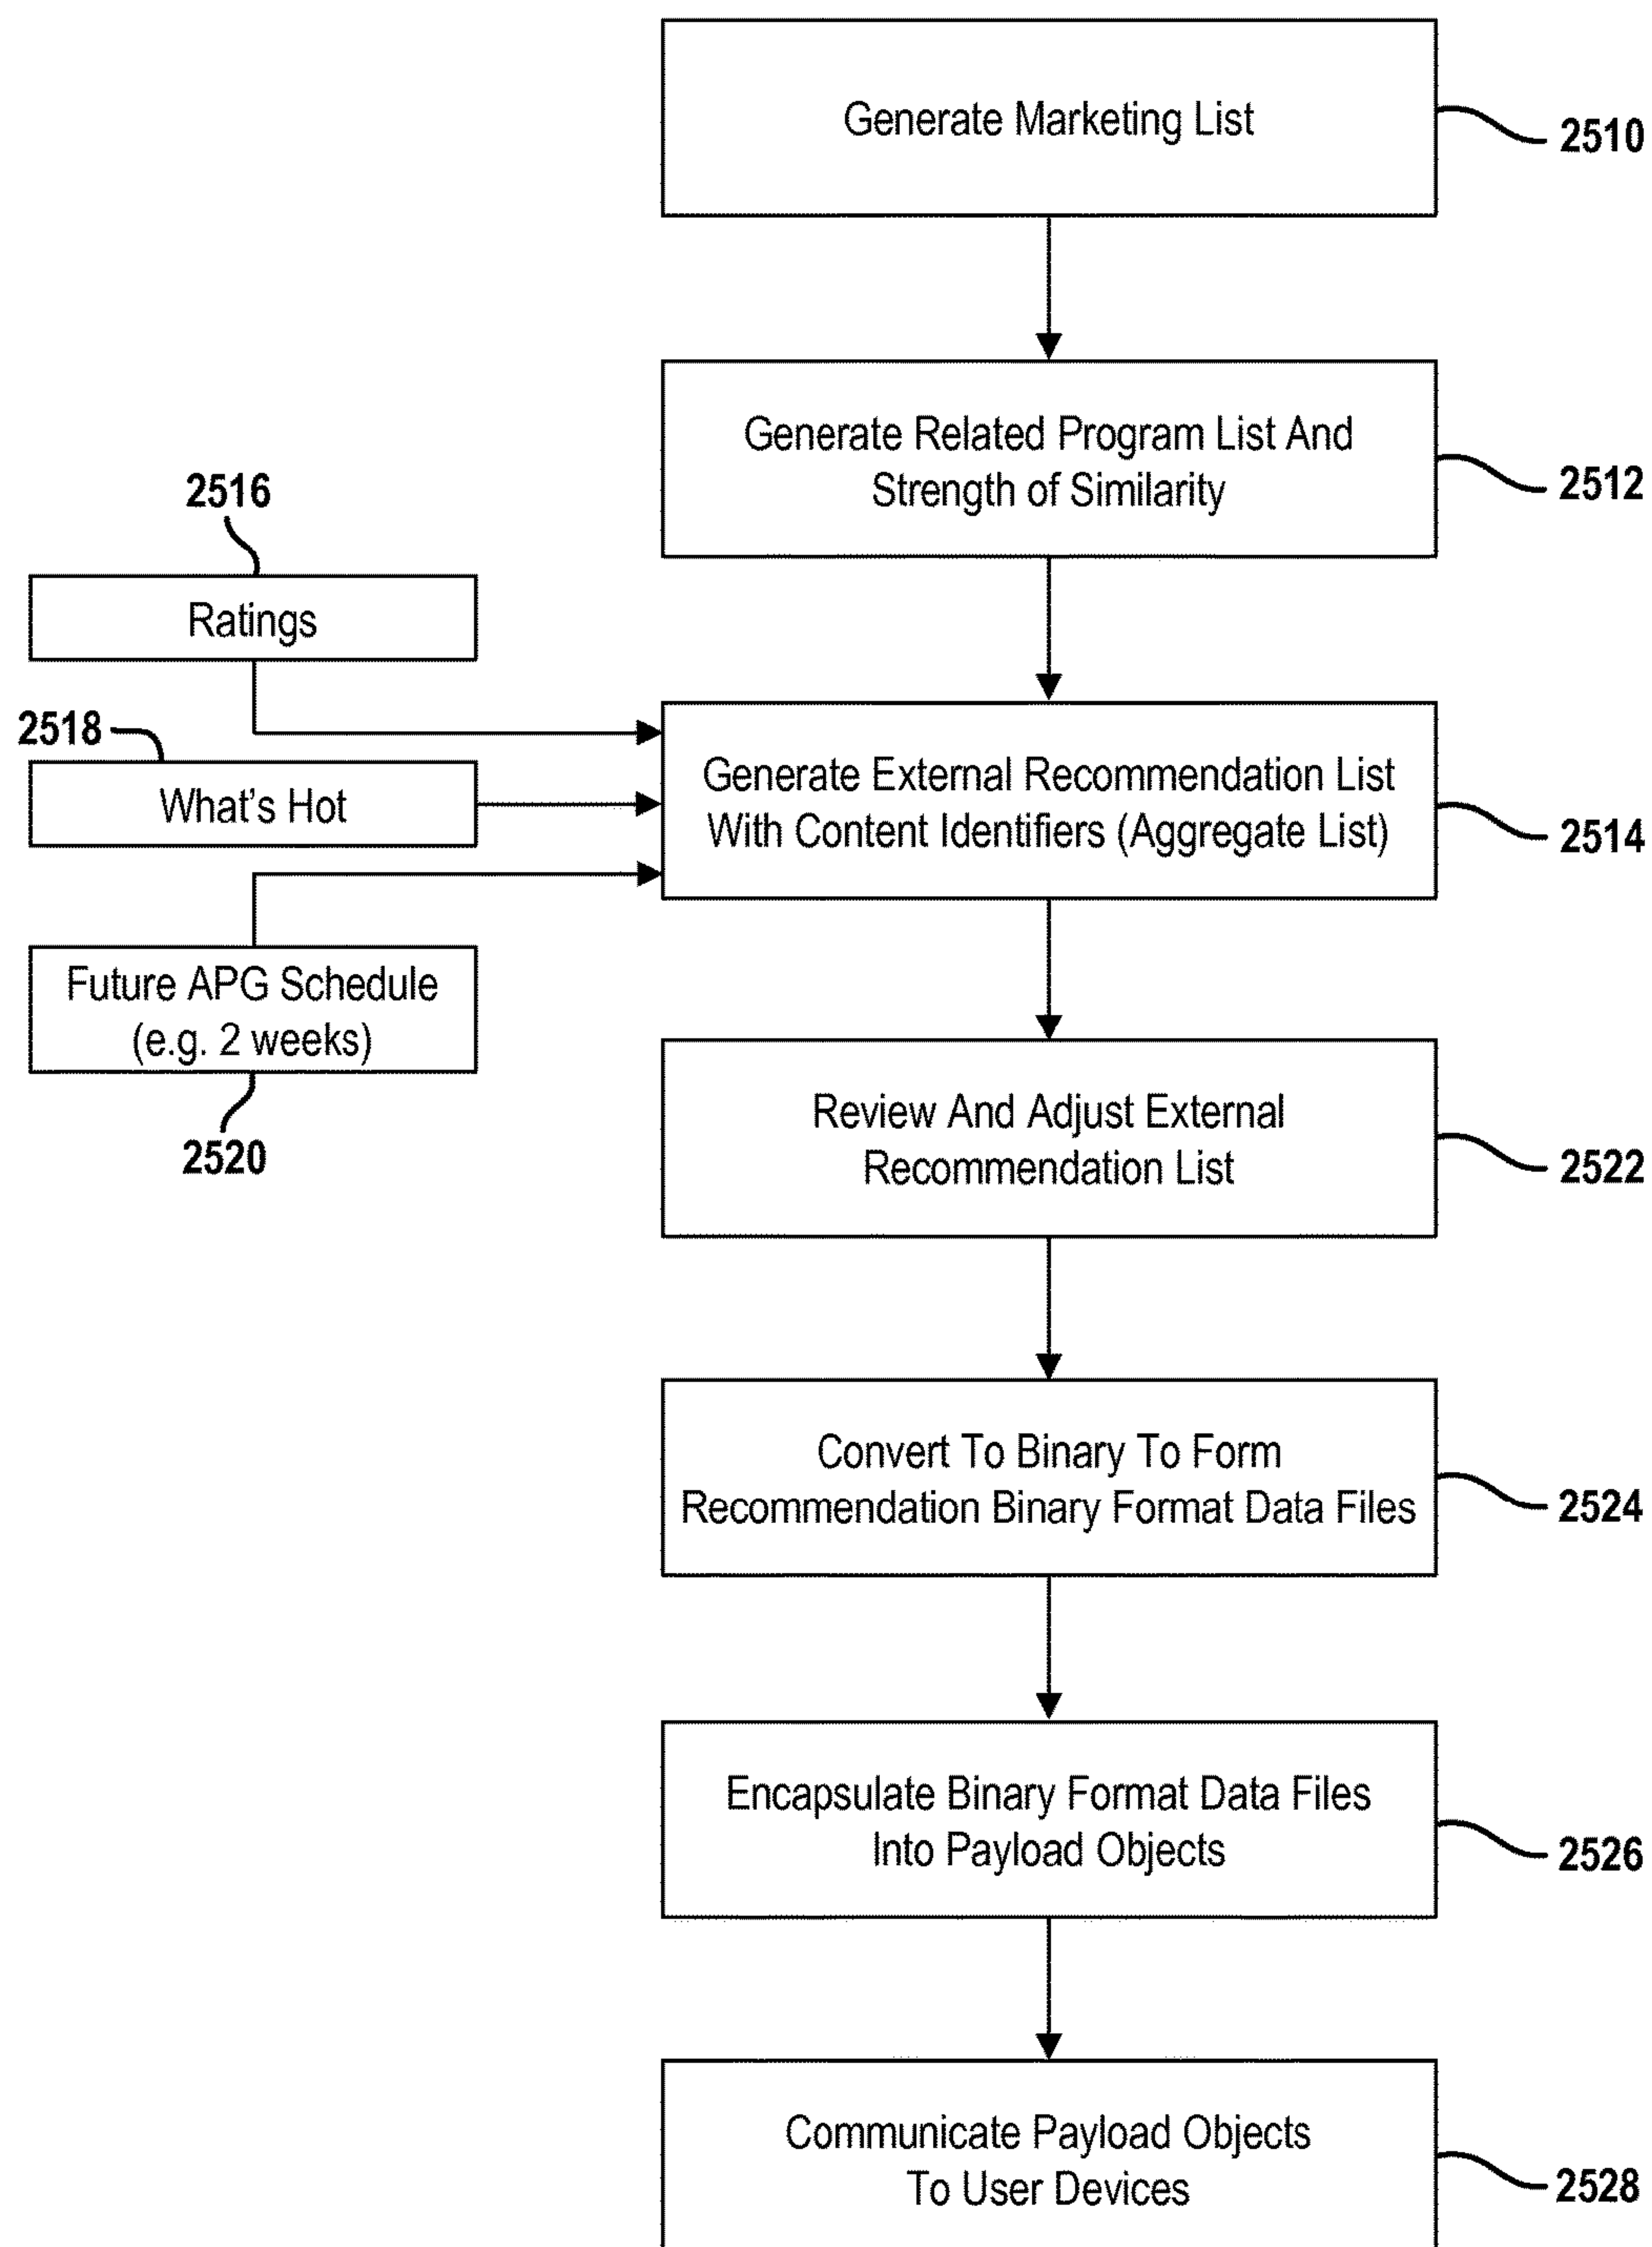 Generate Marketing List
2510
Generate Related Program List And
Strength of Similarity
2512
2516
Ratings
2518
What's Hot
Future APG Schedule
(e.g. 2 weeks)
2520
Generate External Recommendation List
With Content Identifiers (Aggregate List)
2514
Review And Adjust External
Recommendation List
2522
Convert To Binary To Form
Recommendation Binary Format Data Files
2524
Encapsulate Binary Format Data Files
Into Payload Objects
2526
Communicate Payload Objects
To User Devices
2528